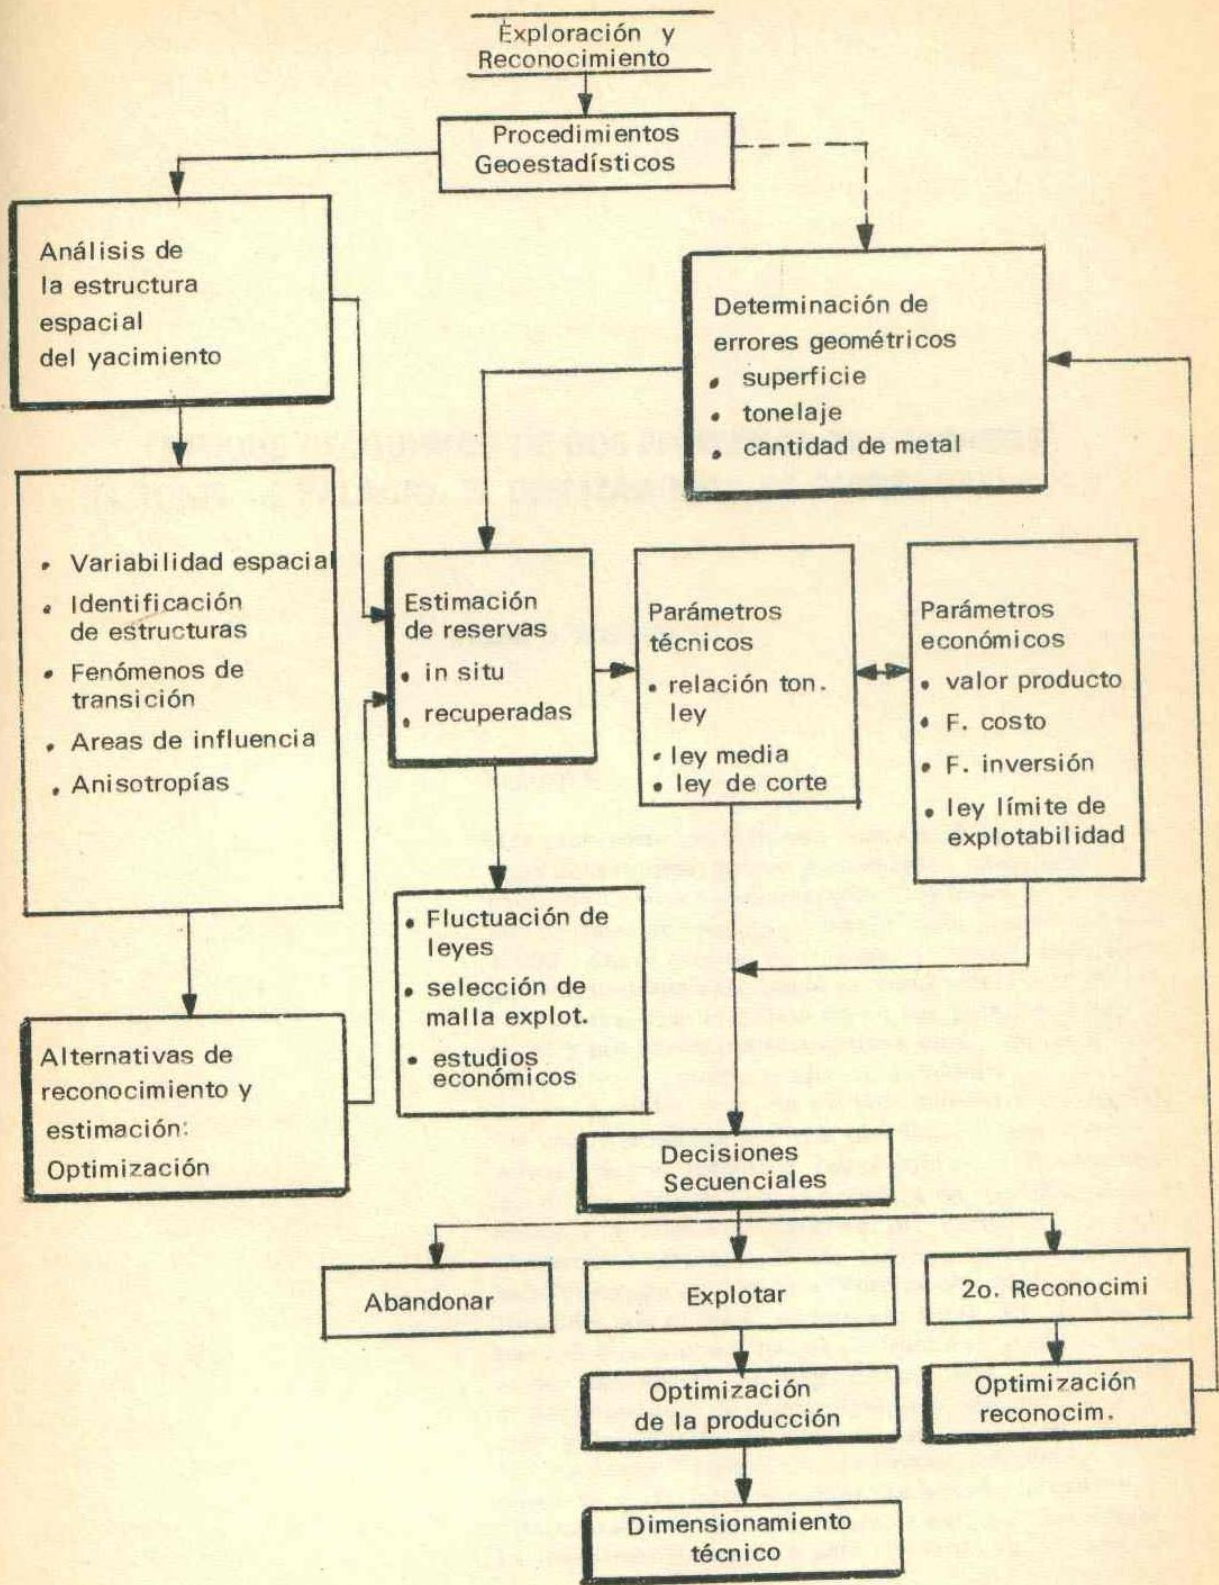 Exploración y
Reconocimiento
Procedimientos
Geoestadísticos
Análisis de
la estructura
espacial
del yacimiento
Determinación de
errores geométricos
• superficie
• tonelaje
• cantidad de metal
• Variabilidad espacial
• Identificación
de estructuras
• Fenómenos de
transición
• Areas de influencia
• Anisotropías
Estimación
de reservas
• in situ
• recuperadas
Parámetros
técnicos
• relación ton.
ley
• ley media
• ley de corte
Parámetros
económicos
• valor producto
• F. costo
• F. inversión
• ley límite de
explotabilidad
• Fluctuación de
leyes
• selección de
malla explot.
• estudios
económicos
Alternativas de
reconocimiento y
estimación:
Optimización
Decisiones
Secuenciales
Abandonar
Explotar
2o. Reconocimi
Optimización
de la producción
Optimización
reconocim.
Dimensionamiento
técnico